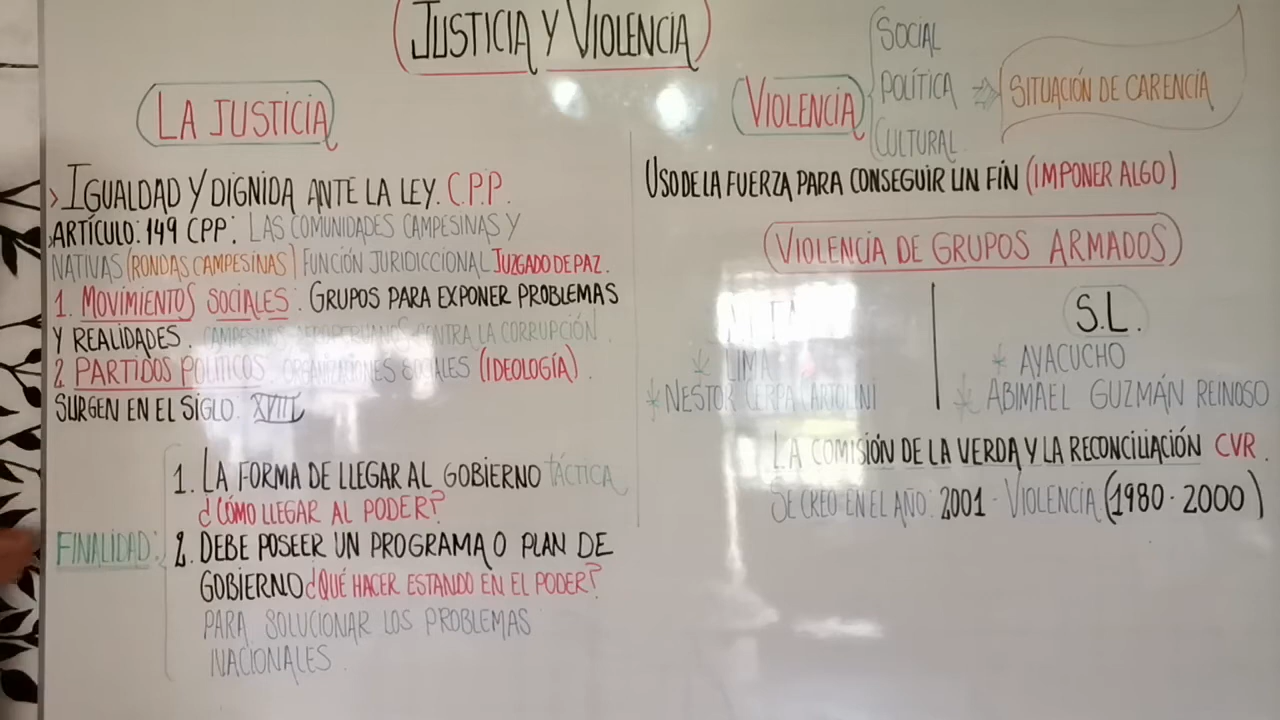 JUSTICIA Y VIOLENCIA
LA JUSTICIA
> IGUALDAD Y DIGNIDA ANTE LA LEY. C.P.P.
ARTÍCULO: 149 CPP: LAS COMUNIDADES CAMPESINAS Y
NATIVAS (RONDAS CAMPESINAS) FUNCIÓN JURIDICCIONAL JUZGADO DE PAZ.
1. MOVIMIENTOS SOCIALES: GRUPOS PARA EXPONER PROBLEMAS
Y REALIDADES. CAMPESINOS, AFROPERUANOS, CONTRA LA CORRUPCIÓN.
2. PARTIDOS POLÍTICOS: ORGANIZACIONES SOCIALES (IDEOLOGÍA).
SURGEN EN EL SIGLO: XVIII
FINALIDAD:
1. LA FORMA DE LLEGAR AL GOBIERNO TÁCTICA
¿CÓMO LLEGAR AL PODER?
2. DEBE POSEER UN PROGRAMA O PLAN DE
GOBIERNO ¿QUÉ HACER ESTANDO EN EL PODER?
PARA SOLUCIONAR LOS PROBLEMAS
NACIONALES.
VIOLENCIA
SOCIAL
POLÍTICA
CULTURAL.
SITUACIÓN DE CARENCIA
USO DE LA FUERZA PARA CONSEGUIR UN FÍN (IMPONER ALGO)
VIOLENCIA DE GRUPOS ARMADOS
* LIMA
* NESTOR CERPA CARTOLINI
S.L.
* AYACUCHO
* ABIMAEL GUZMÁN REINOSO
LA COMISIÓN DE LA VERDA Y LA RECONCILIACIÓN CVR.
SE CREO EN EL AÑO: 2001 - VIOLENCIA (1980 - 2000)